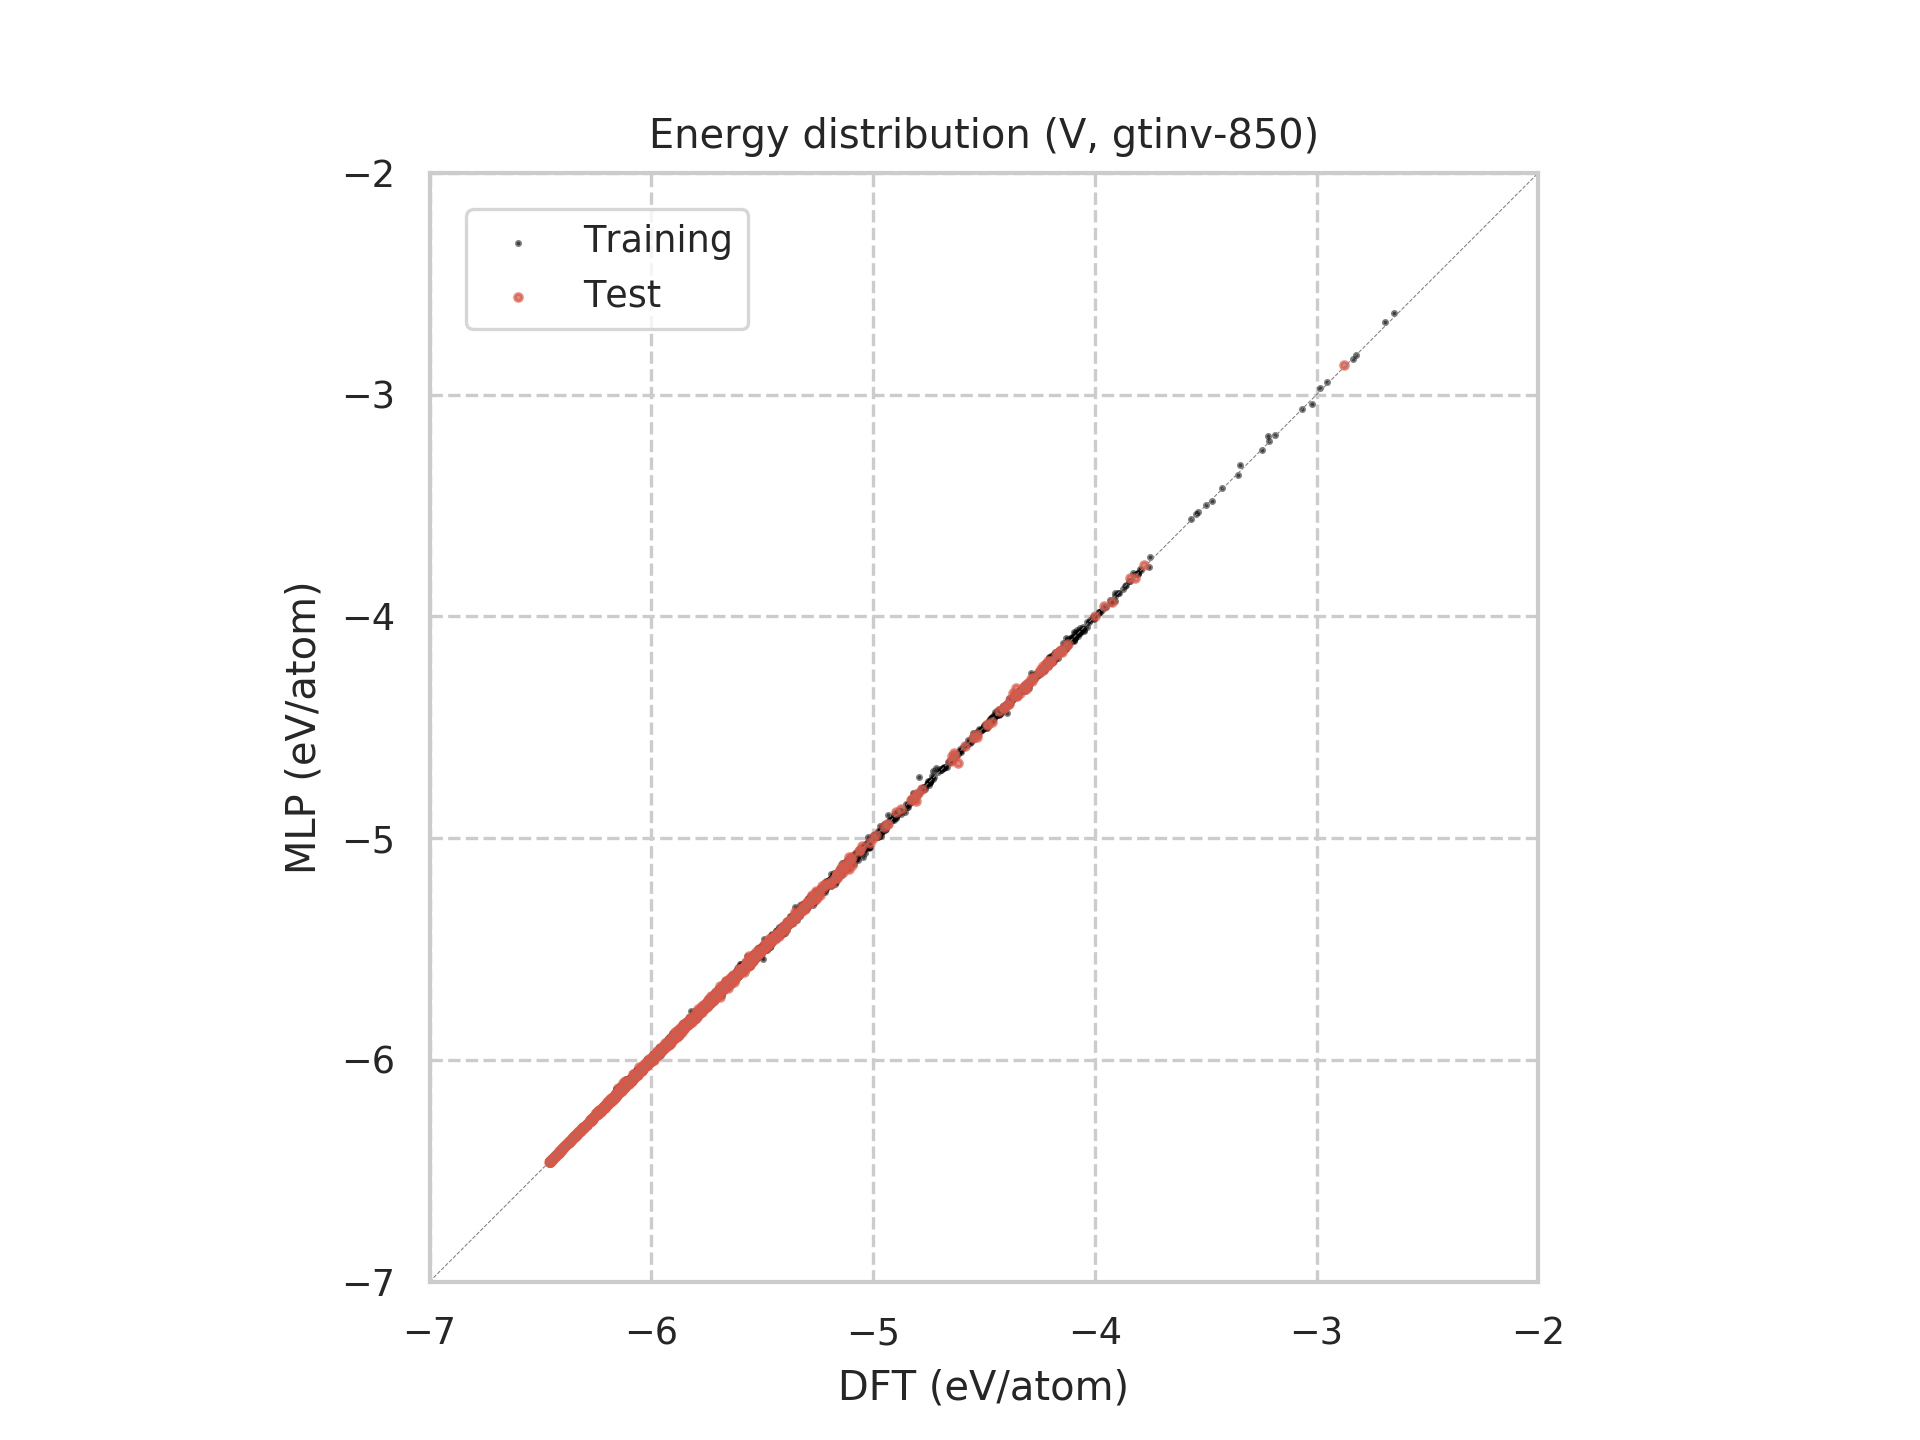 Energy distribution (V, gtinv-850)
−2
−3
−4
−5
−6
−7
MLP (eV/atom)
Training
Test
−7 −6 −5 −4 −3 −2
DFT (eV/atom)